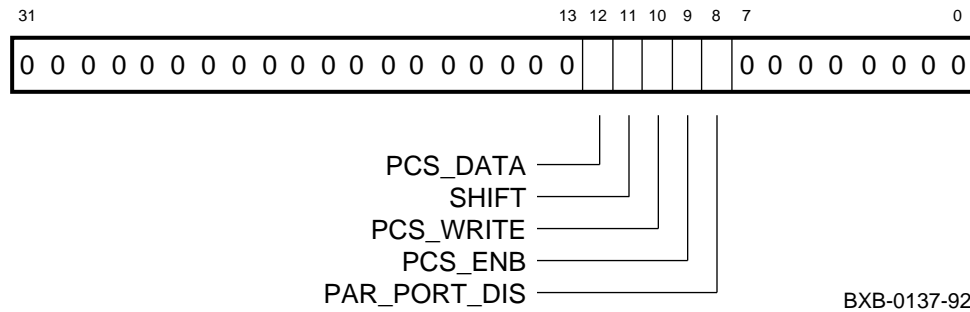 31 13 12 11 10 9 8 7 0
0 0 0 0 0 0 0 0 0 0 0 0 0 0 0 0 0 0 0 0 0 0 0 0 0 0 0
PCS_DATA
SHIFT
PCS_WRITE
PCS_ENB
PAR_PORT_DIS
BXB-0137-92